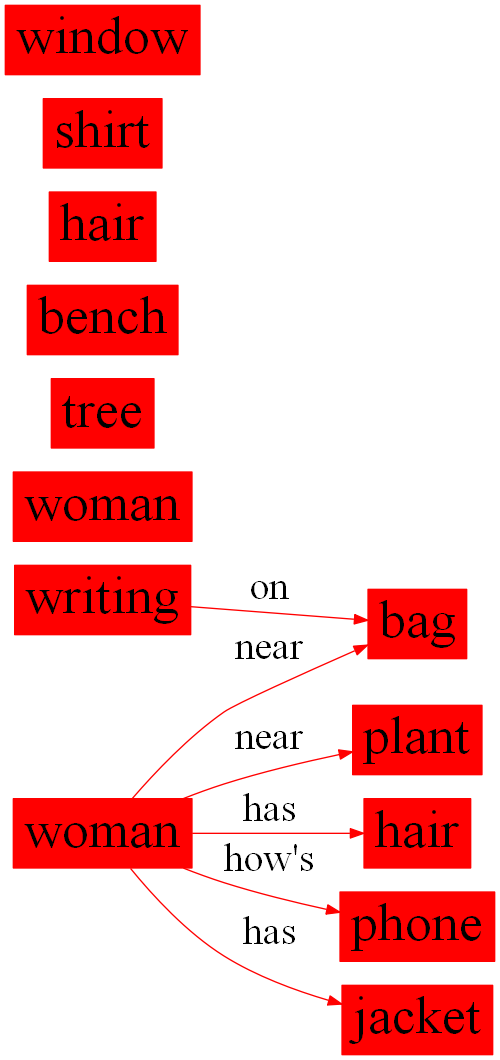 window
shirt
hair
bench
tree
woman
writing
on
bag
near
near
plant
woman
has
hair
how's
phone
has
jacket